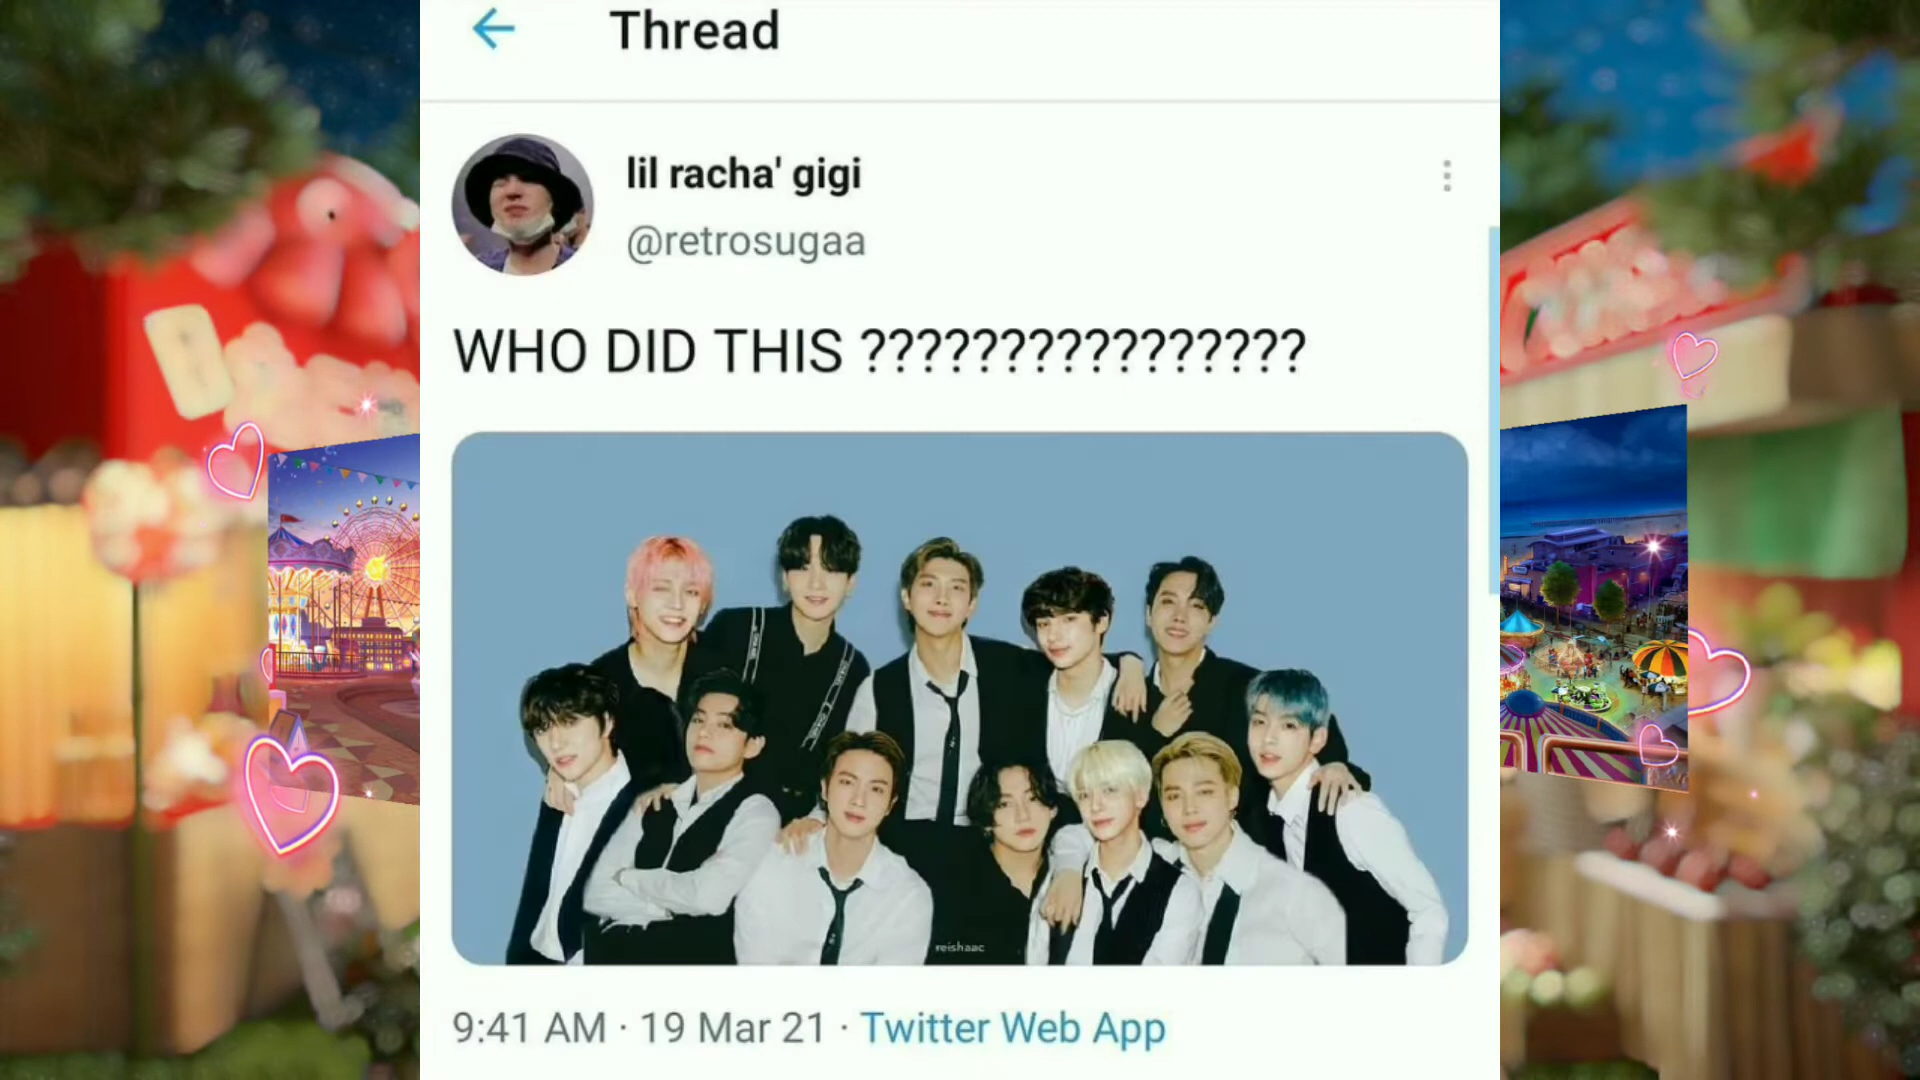 Thread
lil racha' gigi
@retrosugaa
WHO DID THIS ????????????????
reishaac
9:41 AM · 19 Mar 21 · Twitter Web App